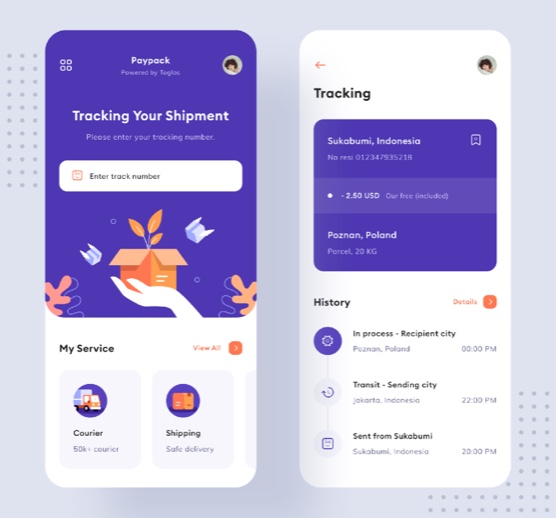 Paypack
Powered by Toglas
Tracking Your Shipment
Please enter your tracking number.
Enter track number
My Service
View All
Courier
50k+ courier
Shipping
Safe delivery
Tracking
Sukabumi, Indonesia
No resi 012347935218
- 2.50 USD Our free (included)
Poznan, Poland
Parcel, 20 KG
History
Details
In process - Recipient city
Poznan, Poland 00:00 PM
Transit - Sending city
Jakarta, Indonesia 22:00 PM
Sent from Sukabumi
Sukabumi, Indonesia 20:00 PM